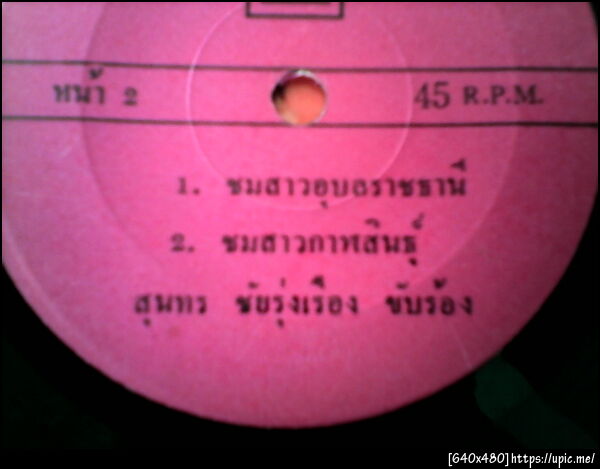 หน้า 2 45 R.P.M.
1. ชมสาวอุบลราชธานี
2. ชมสาวกาฬสินธุ์
สุนทร ชัยรุ่งเรือง ขับร้อง
[640x480]https://upic.me/